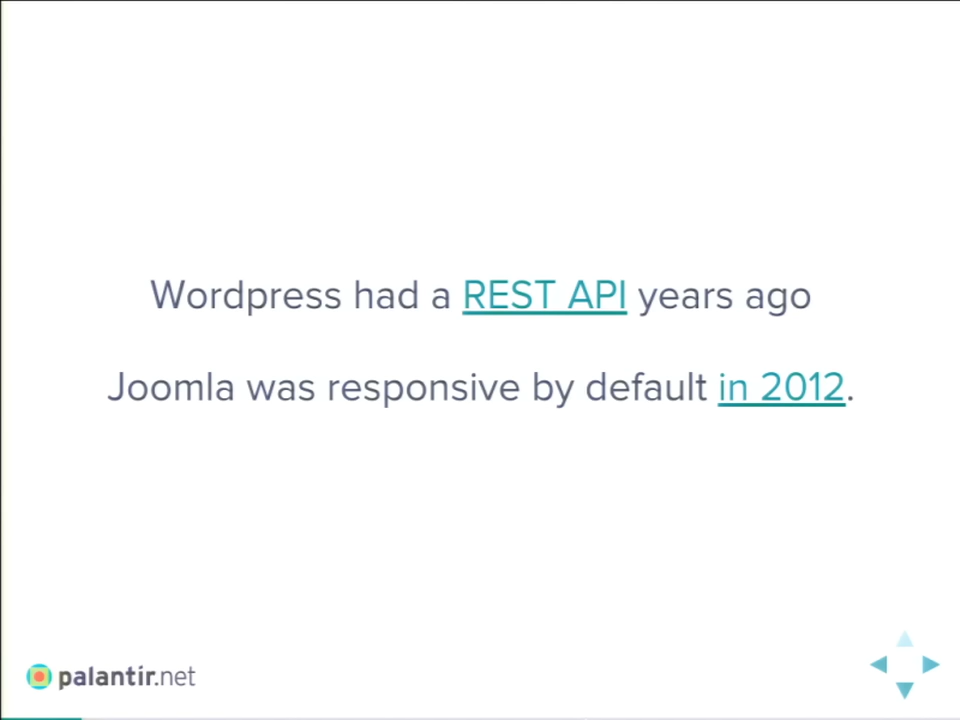 Wordpress had a REST API years ago
Joomla was responsive by default in 2012.
palantir.net